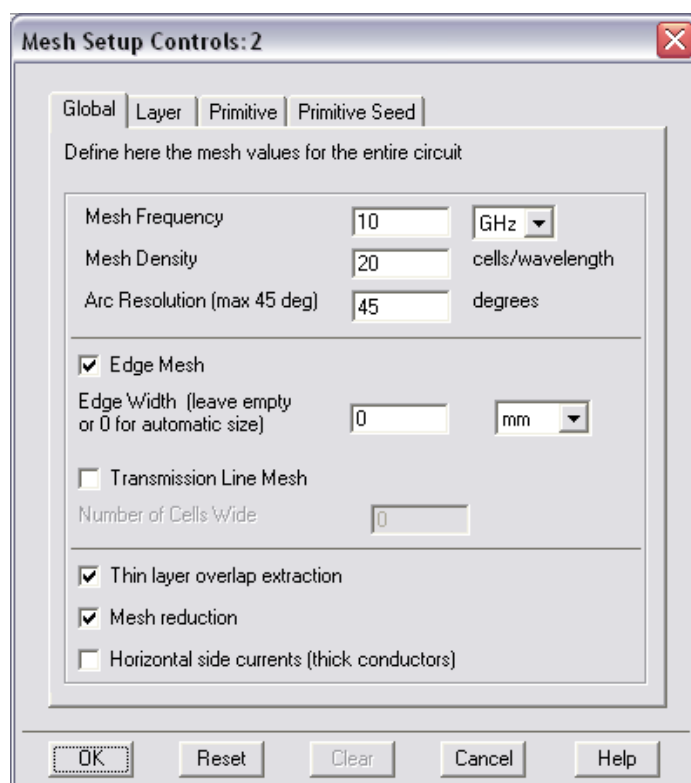 Mesh Setup Controls:2
Global Layer Primitive Primitive Seed
Define here the mesh values for the entire circuit
Mesh Frequency 10 GHz
Mesh Density 20 cells/wavelength
Arc Resolution (max 45 deg) 45 degrees
Edge Mesh
Edge Width (leave empty
or 0 for automatic size) 0 mm
Transmission Line Mesh
Number of Cells Wide 0
Thin layer overlap extraction
Mesh reduction
Horizontal side currents (thick conductors)
OK Reset Clear Cancel Help